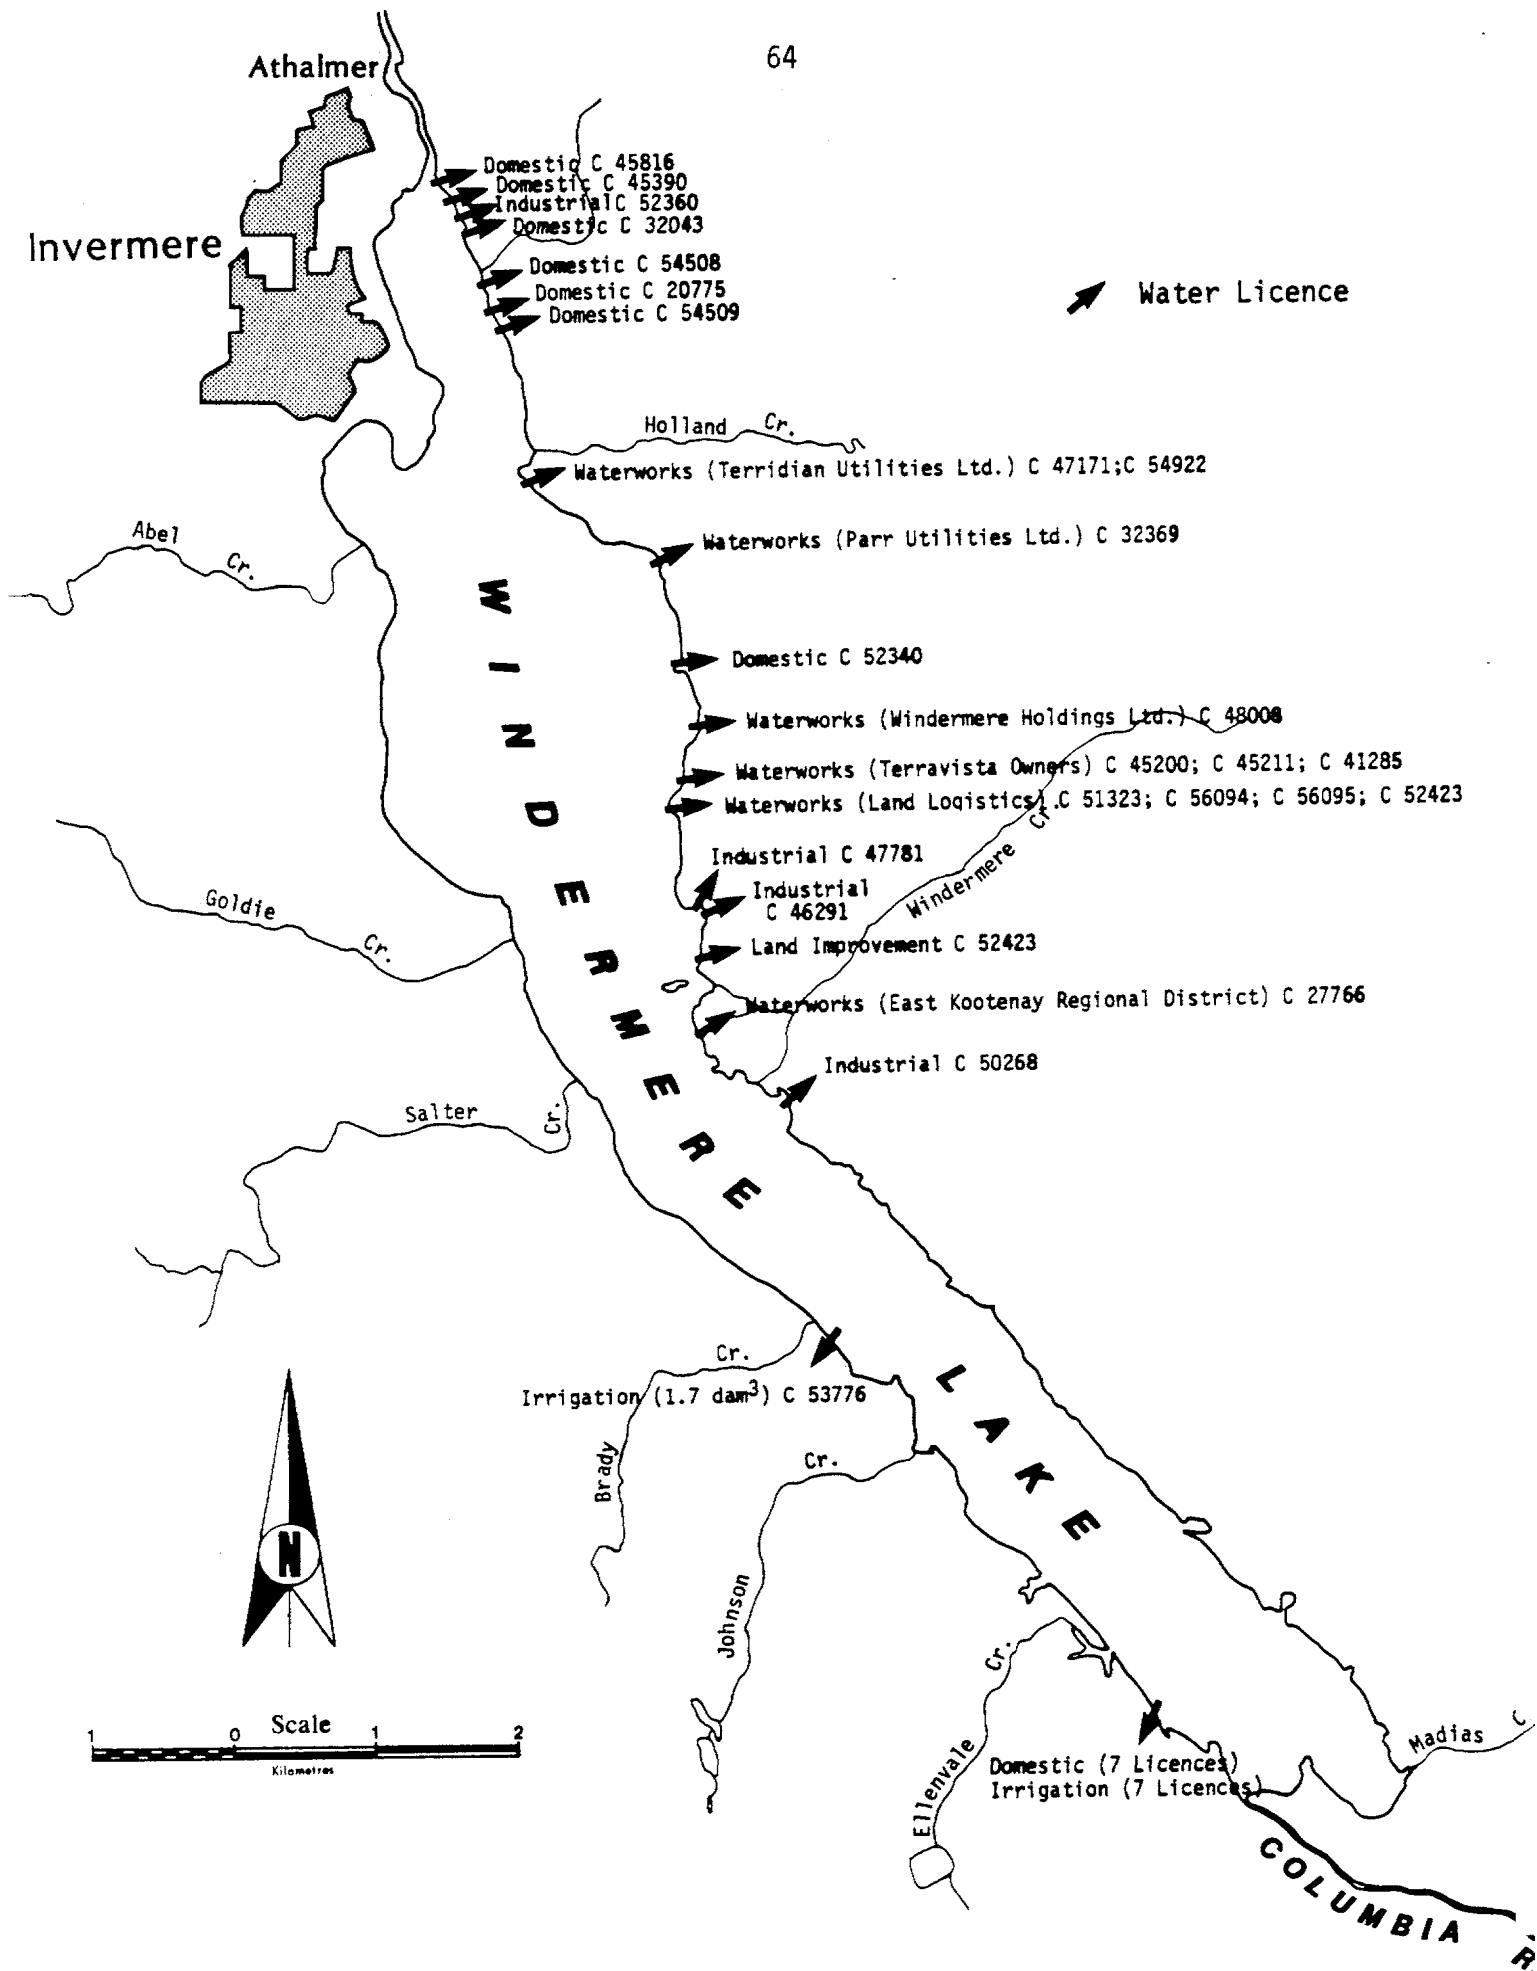 64
Athalmer
Domestic C 45816
Domestic C 45390
Industrial C 52360
Domestic C 32043
Invermere
Domestic C 54508
Domestic C 20775
Domestic C 54509
Water Licence
Holland Cr.
Waterworks (Terridian Utilities Ltd.) C 47171;C 54922
Abel Cr.
Waterworks (Parr Utilities Ltd.) C 32369
WINDERMERE
Domestic C 52340
Waterworks (Windermere Holdings Ltd.) C 48008
Waterworks (Terravista Owners) C 45200; C 45211; C 41285
Waterworks (Land Logistics) C 51323; C 56094; C 56095; C 52423
Windermere Cr
Industrial C 47781
Industrial
C 46291
Goldie Cr.
Land Improvement C 52423
Waterworks (East Kootenay Regional District) C 27766
Industrial C 50268
Salter Cr.
LAKE
Brady Cr.
Irrigation (1.7 dam³) C 53776
Johnson Cr.
N
Ellenvale Cr.
Scale
1 0 1 2
Kilometres
Madias C
Domestic (7 Licences)
Irrigation (7 Licences)
COLUMBIA R